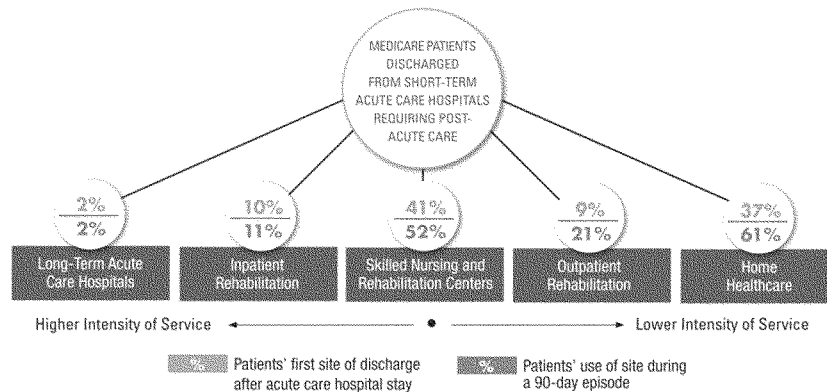 MEDICARE PATIENTS
DISCHARGED
FROM SHORT-TERM
ACUTE CARE HOSPITALS
REQUIRING POST-
ACUTE CARE
2%
2%
Long-Term Acute
Care Hospitals
10%
11%
Inpatient
Rehabilitation
41%
52%
Skilled Nursing and
Rehabilitation Centers
9%
21%
Outpatient
Rehabilitation
37%
61%
Home
Healthcare
Higher Intensity of Service
Lower Intensity of Service
% Patients' first site of discharge
after acute care hospital stay
% Patients' use of site during
a 90-day episode